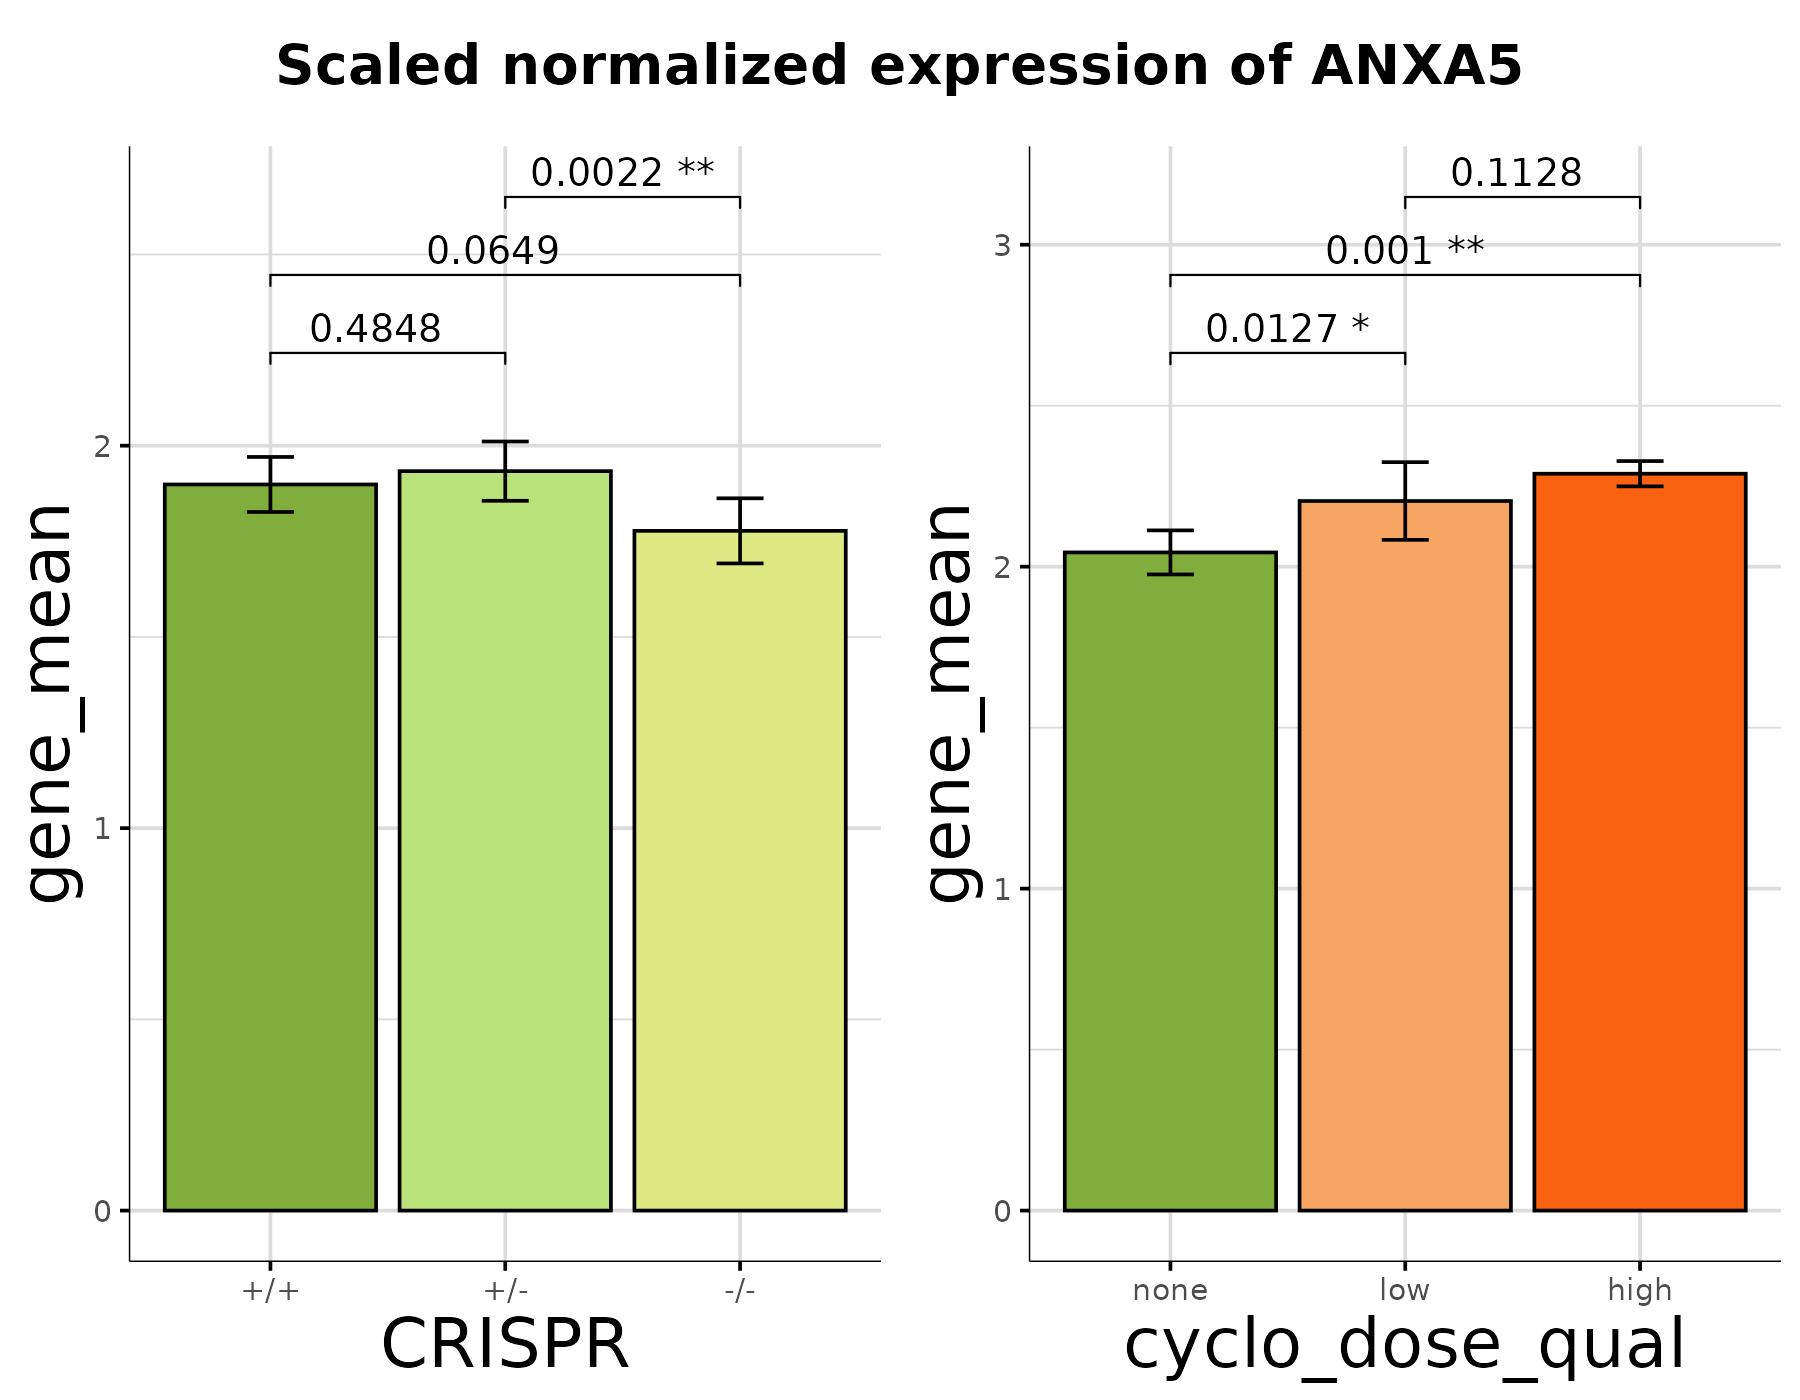 Scaled normalized expression of ANXA5
gene_mean
0.0022 **
0.0649
0.4848
2
1
0
+/+ +/- -/-
CRISPR
gene_mean
0.1128
0.001 **
0.0127 *
3
2
1
0
none low high
cyclo_dose_qual